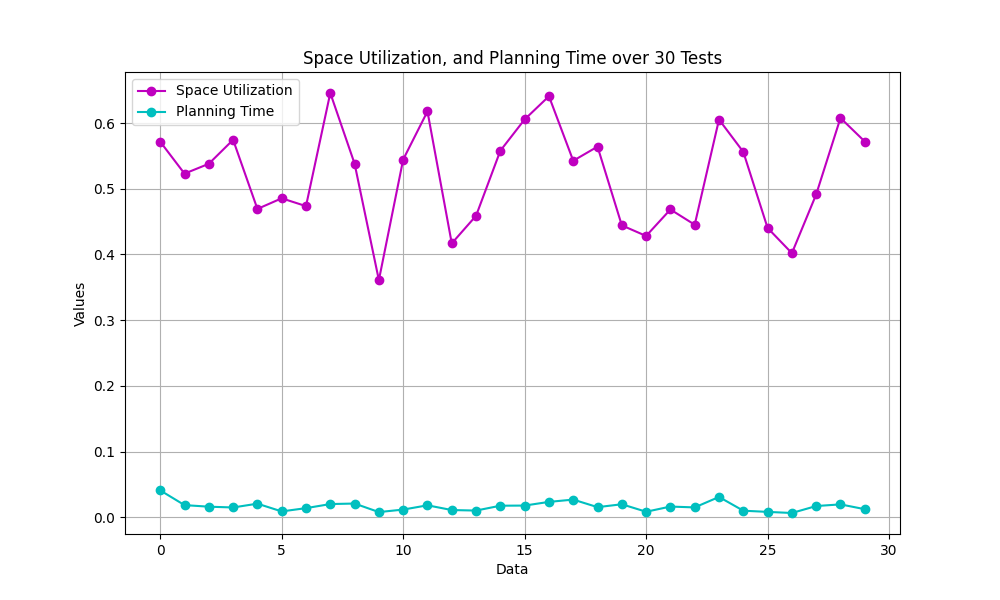 Space Utilization, and Planning Time over 30 Tests
Space Utilization
Planning Time
0.6
0.5
0.4
0.3
0.2
0.1
0.0
Values
0 5 10 15 20 25 30
Data